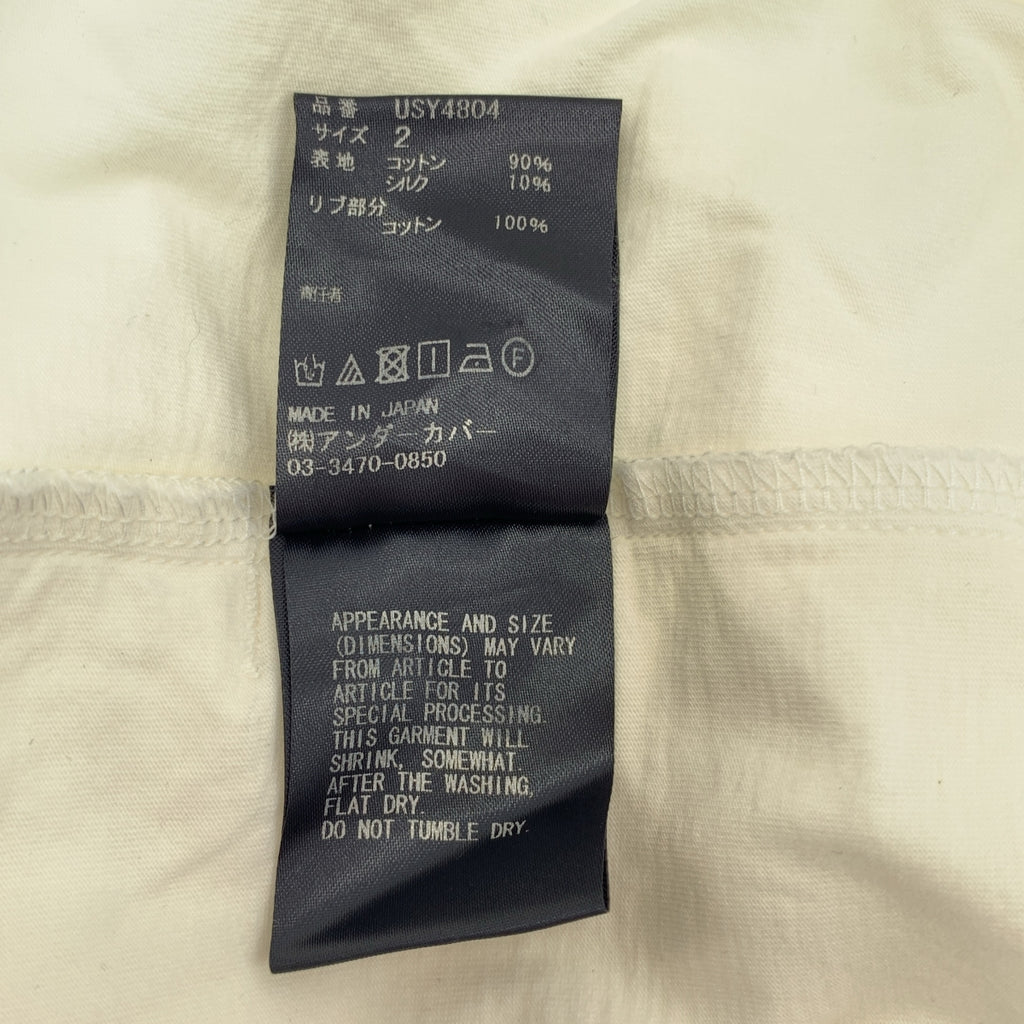 品番 USY4804
サイズ 2
表地 コットン 90%
シルク 10%
リブ部分
コットン 100%
責任者
F
MADE IN JAPAN
(株)アンダーカバー
03-3470-0850
APPEARANCE AND SIZE
(DIMENSIONS) MAY VARY
FROM ARTICLE TO
ARTICLE FOR ITS
SPECIAL PROCESSING.
THIS GARMENT WILL
SHRINK, SOMEWHAT.
AFTER THE WASHING,
FLAT DRY.
DO NOT TUMBLE DRY.